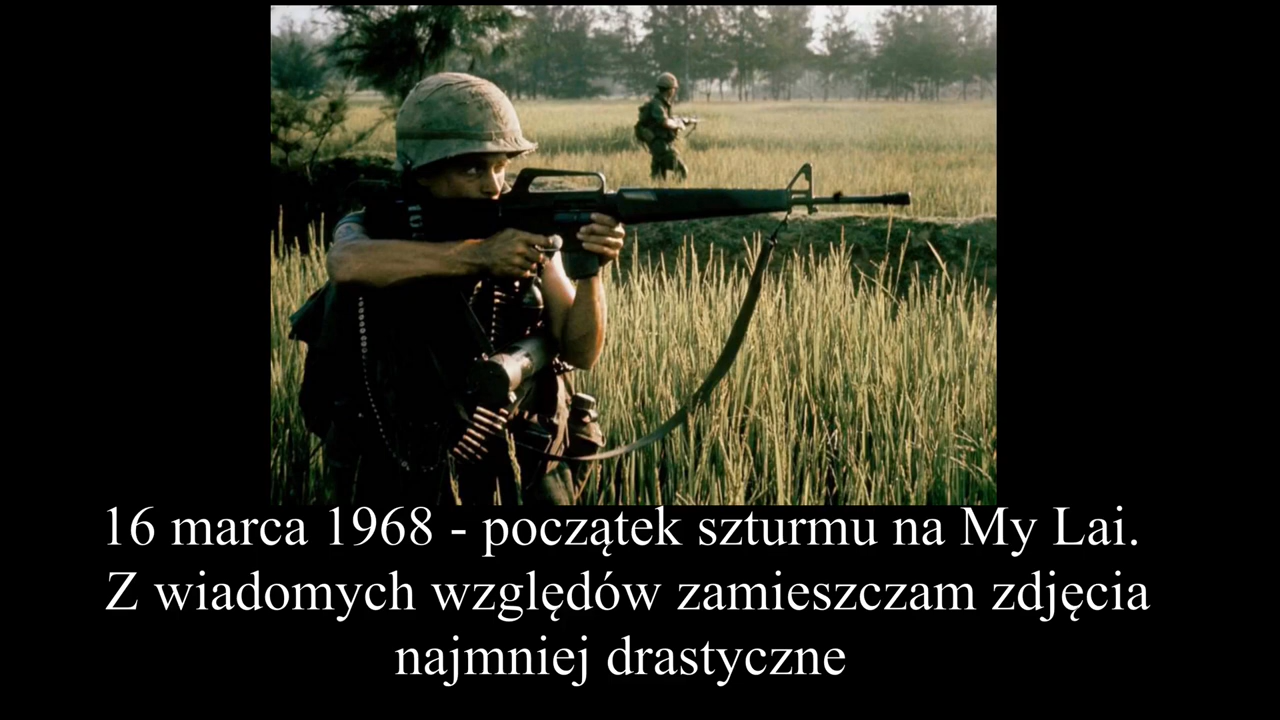 16 marca 1968 - początek szturmu na My Lai.
Z wiadomych względów zamieszczam zdjęcia
najmniej drastyczne